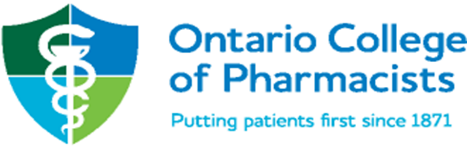 Ontario College
of Pharmacists
Putting patients first since 1871